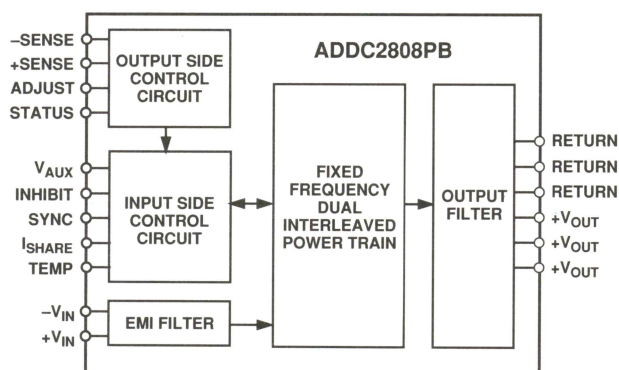 ADDC2808PB
–SENSE
+SENSE
ADJUST
STATUS
OUTPUT SIDE
CONTROL
CIRCUIT
VAUX
INHIBIT
SYNC
ISHARE
TEMP
INPUT SIDE
CONTROL
CIRCUIT
–VIN
+VIN
EMI FILTER
FIXED
FREQUENCY
DUAL
INTERLEAVED
POWER TRAIN
OUTPUT
FILTER
RETURN
RETURN
RETURN
+VOUT
+VOUT
+VOUT